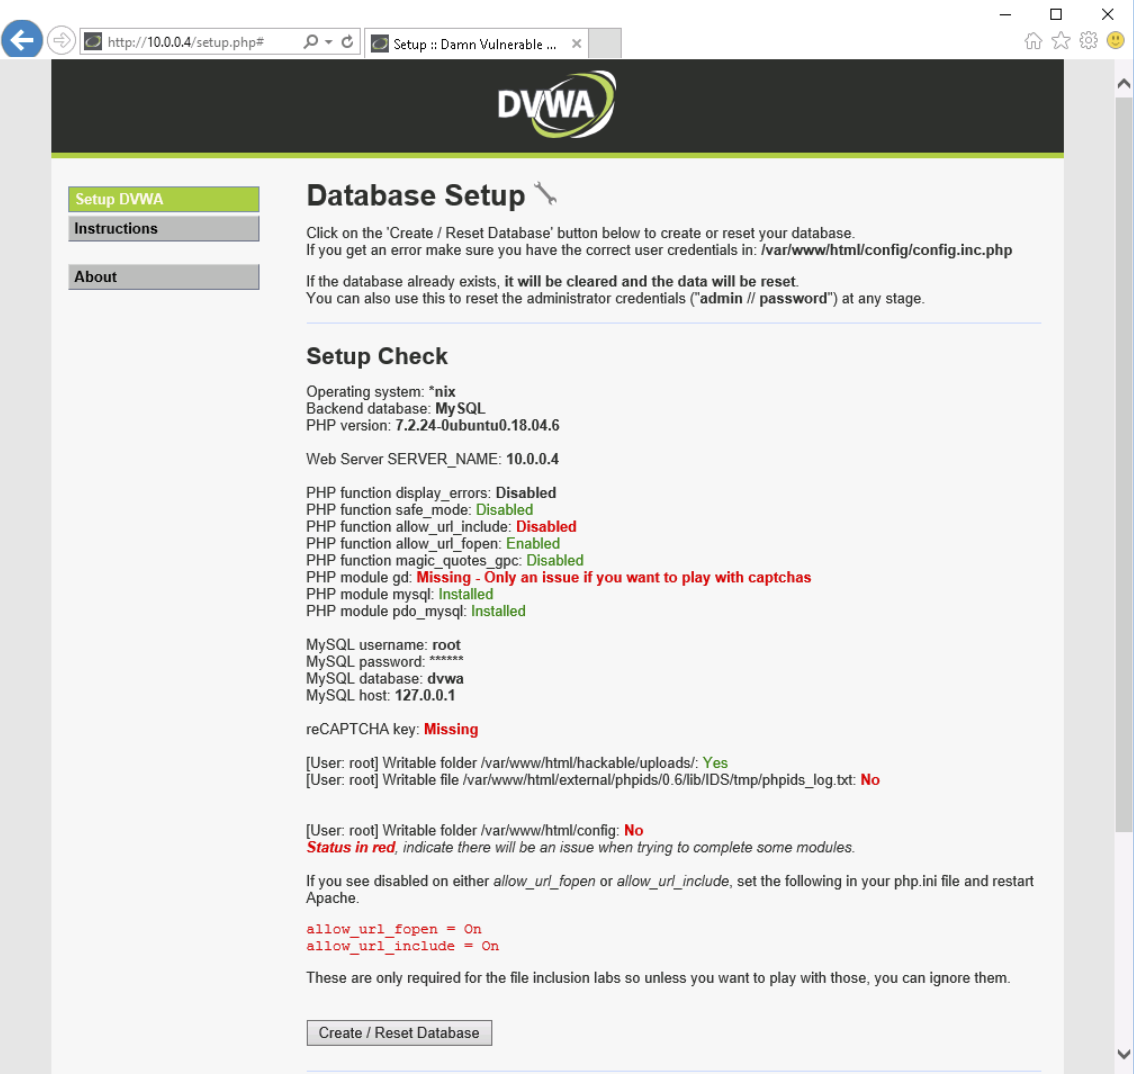 http://10.0.0.4/setup.php#
Setup :: Damn Vulnerable ...
DVWA
Setup DVWA
Instructions
About
Database Setup
Click on the 'Create / Reset Database' button below to create or reset your database.
If you get an error make sure you have the correct user credentials in: /var/www/html/config/config.inc.php
If the database already exists, it will be cleared and the data will be reset.
You can also use this to reset the administrator credentials ("admin // password") at any stage.
Setup Check
Operating system: *nix
Backend database: MySQL
PHP version: 7.2.24-0ubuntu0.18.04.6
Web Server SERVER_NAME: 10.0.0.4
PHP function display_errors: Disabled
PHP function safe_mode: Disabled
PHP function allow_url_include: Disabled
PHP function allow_url_fopen: Enabled
PHP function magic_quotes_gpc: Disabled
PHP module gd: Missing - Only an issue if you want to play with captchas
PHP module mysql: Installed
PHP module pdo_mysql: Installed
MySQL username: root
MySQL password: ******
MySQL database: dvwa
MySQL host: 127.0.0.1
reCAPTCHA key: Missing
[User: root] Writable folder /var/www/html/hackable/uploads/: Yes
[User: root] Writable file /var/www/html/external/phpids/0.6/lib/IDS/tmp/phpids_log.txt: No
[User: root] Writable folder /var/www/html/config: No
Status in red, indicate there will be an issue when trying to complete some modules.
If you see disabled on either allow_url_fopen or allow_url_include, set the following in your php.ini file and restart
Apache.
allow_url_fopen = On
allow_url_include = On
These are only required for the file inclusion labs so unless you want to play with those, you can ignore them.
Create / Reset Database